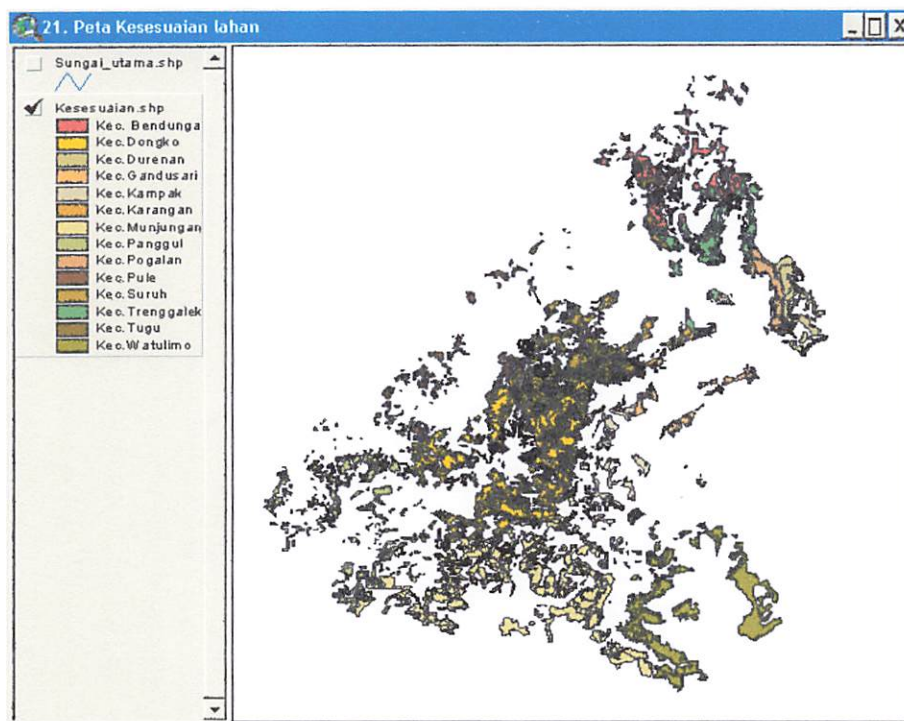 21. Peta Kesesuaian lahan
Sungai_utama.shp
Kesesuaian.shp
Kec. Bendunga
Kec.Dongko
Kec.Durenan
Kec.Gandusari
Kec.Kampak
Kec.Karangan
Kec.Munjungan
Kec.Panggul
Kec.Pogalan
Kec.Pule
Kec.Suruh
Kec.Trenggalek
Kec.Tugu
Kec.Watulimo